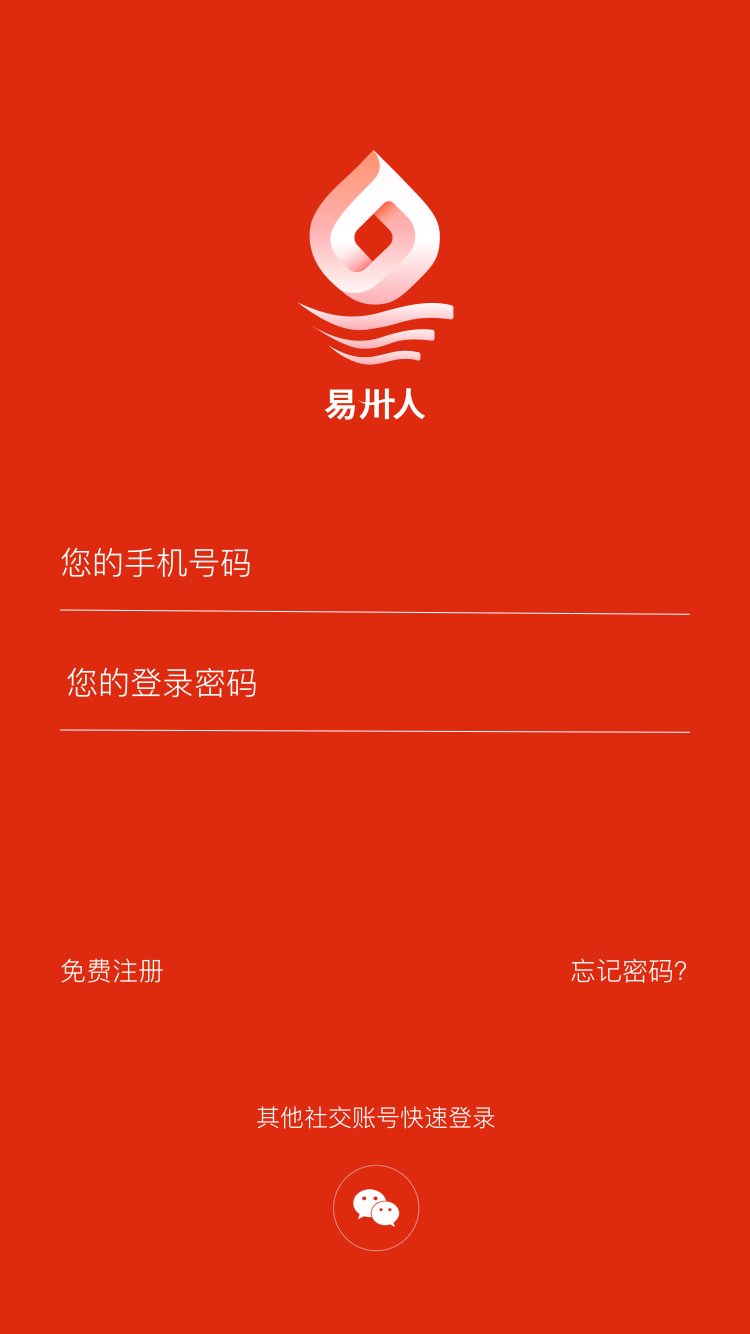 易卅人
您的手机号码
您的登录密码
免费注册
忘记密码?
其他社交账号快速登录